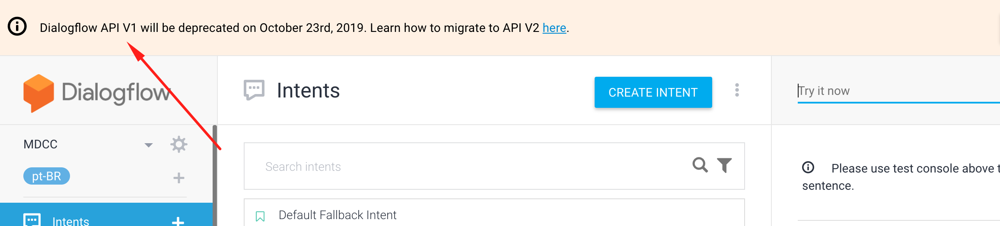 Dialogflow API V1 will be deprecated on October 23rd, 2019. Learn how to migrate to API V2 here.
Dialogflow
Intents
CREATE INTENT
Try it now
MDCC
pt-BR
Search intents
Please use test console above
sentence.
Default Fallback Intent
Intents